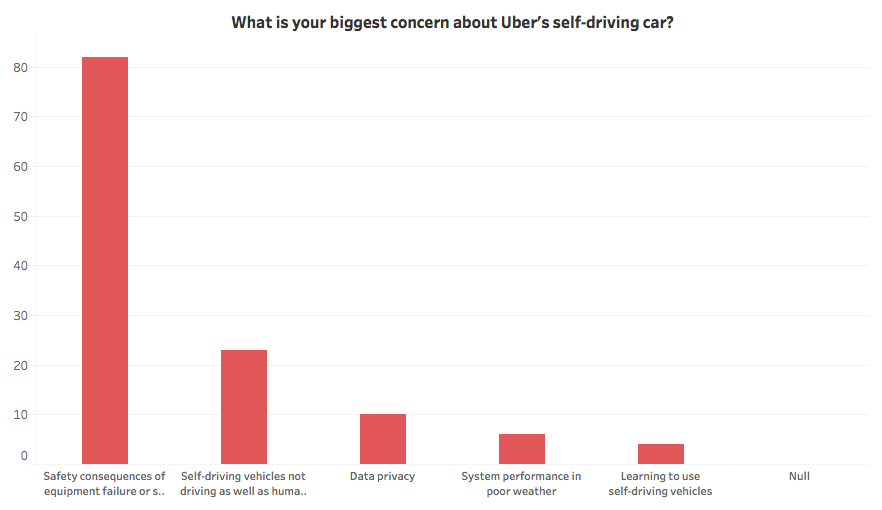 What is your biggest concern about Uber’s self-driving car?
80
70
60
50
40
30
20
10
0
Safety consequences of
equipment failure or s..
Self-driving vehicles not
driving as well as huma..
Data privacy
System performance in
poor weather
Learning to use
self-driving vehicles
Null